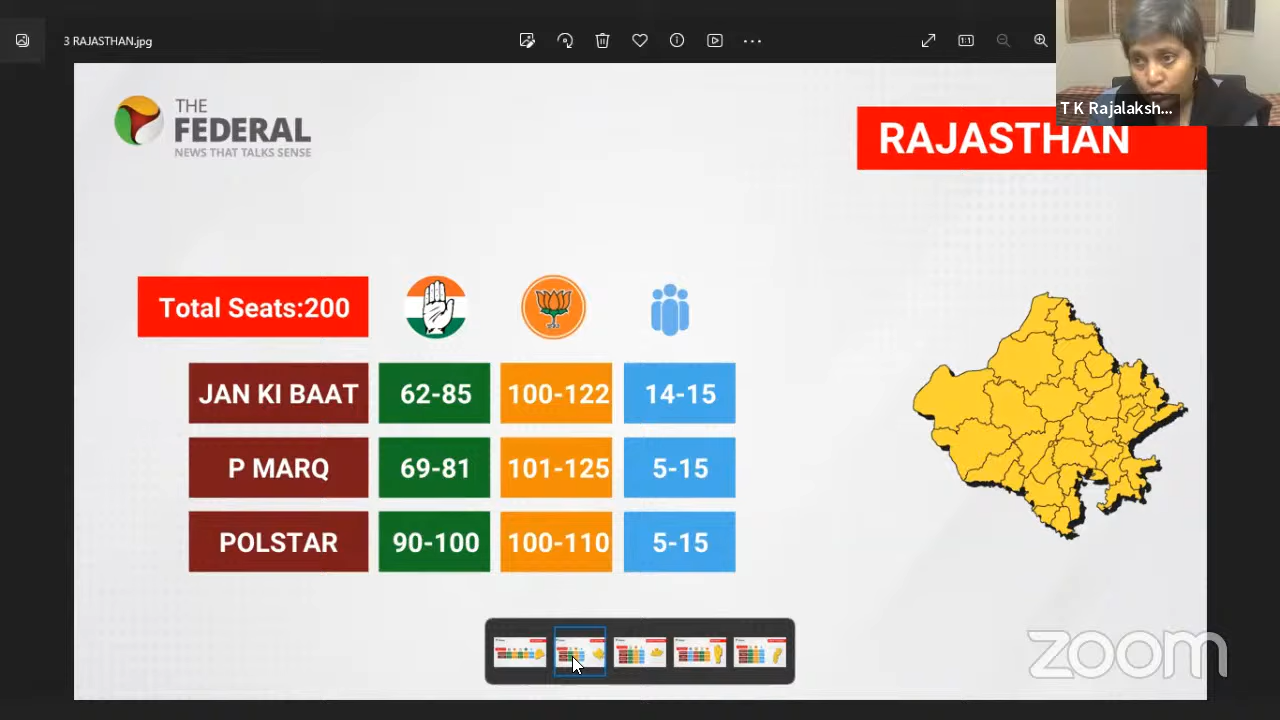 3 RAJASTHAN.jpg
T K Rajalaksh...
THE
FEDERAL
NEWS THAT TALKS SENSE
RAJASTHAN
Total Seats:200
JAN KI BAAT 62-85 100-122 14-15
P MARQ 69-81 101-125 5-15
POLSTAR 90-100 100-110 5-15
zoom